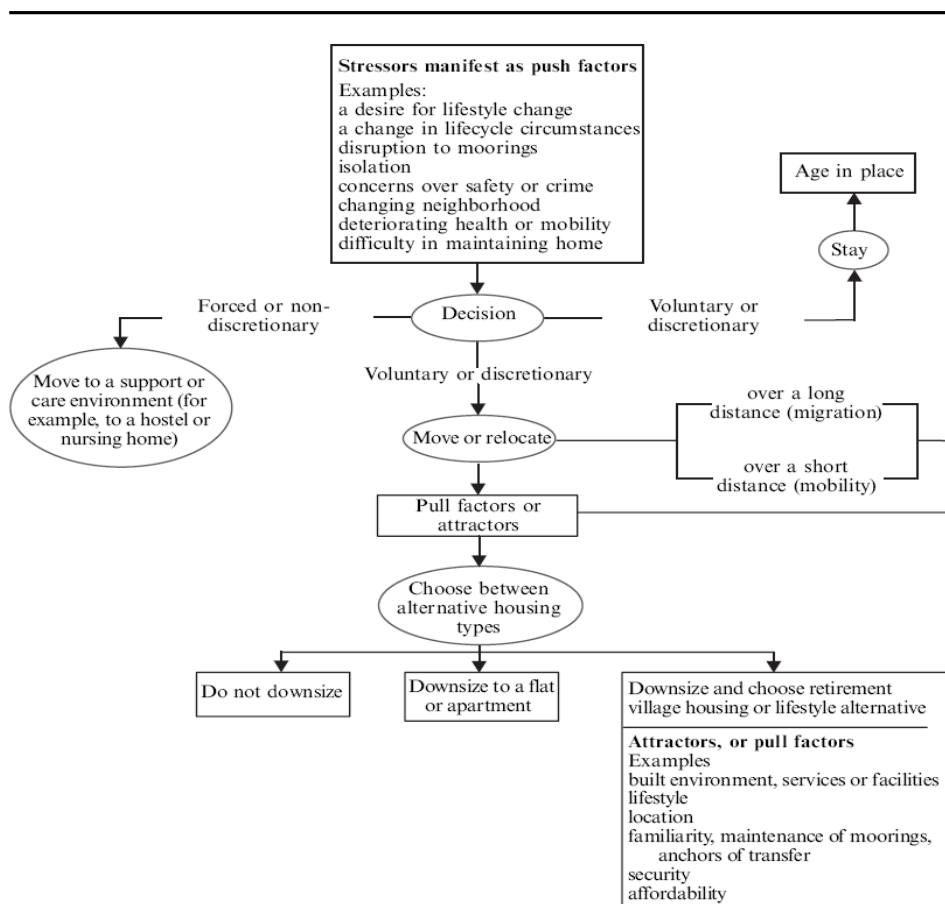 Stressors manifest as push factors
Examples:
a desire for lifestyle change
a change in lifecycle circumstances
disruption to moorings
isolation
concerns over safety or crime
changing neighborhood
deteriorating health or mobility
difficulty in maintaining home
Age in place
Stay
Forced or non-
discretionary
Decision
Voluntary or
discretionary
Move to a support or
care environment (for
example, to a hostel or
nursing home)
Voluntary or discretionary
Move or relocate
over a long
distance (migration)
over a short
distance (mobility)
Pull factors or
attractors
Choose between
alternative housing
types
Do not downsize
Downsize to a flat
or apartment
Downsize and choose retirement
village housing or lifestyle alternative
Attractors, or pull factors
Examples
built environment, services or facilities
lifestyle
location
familiarity, maintenance of moorings,
anchors of transfer
security
affordability